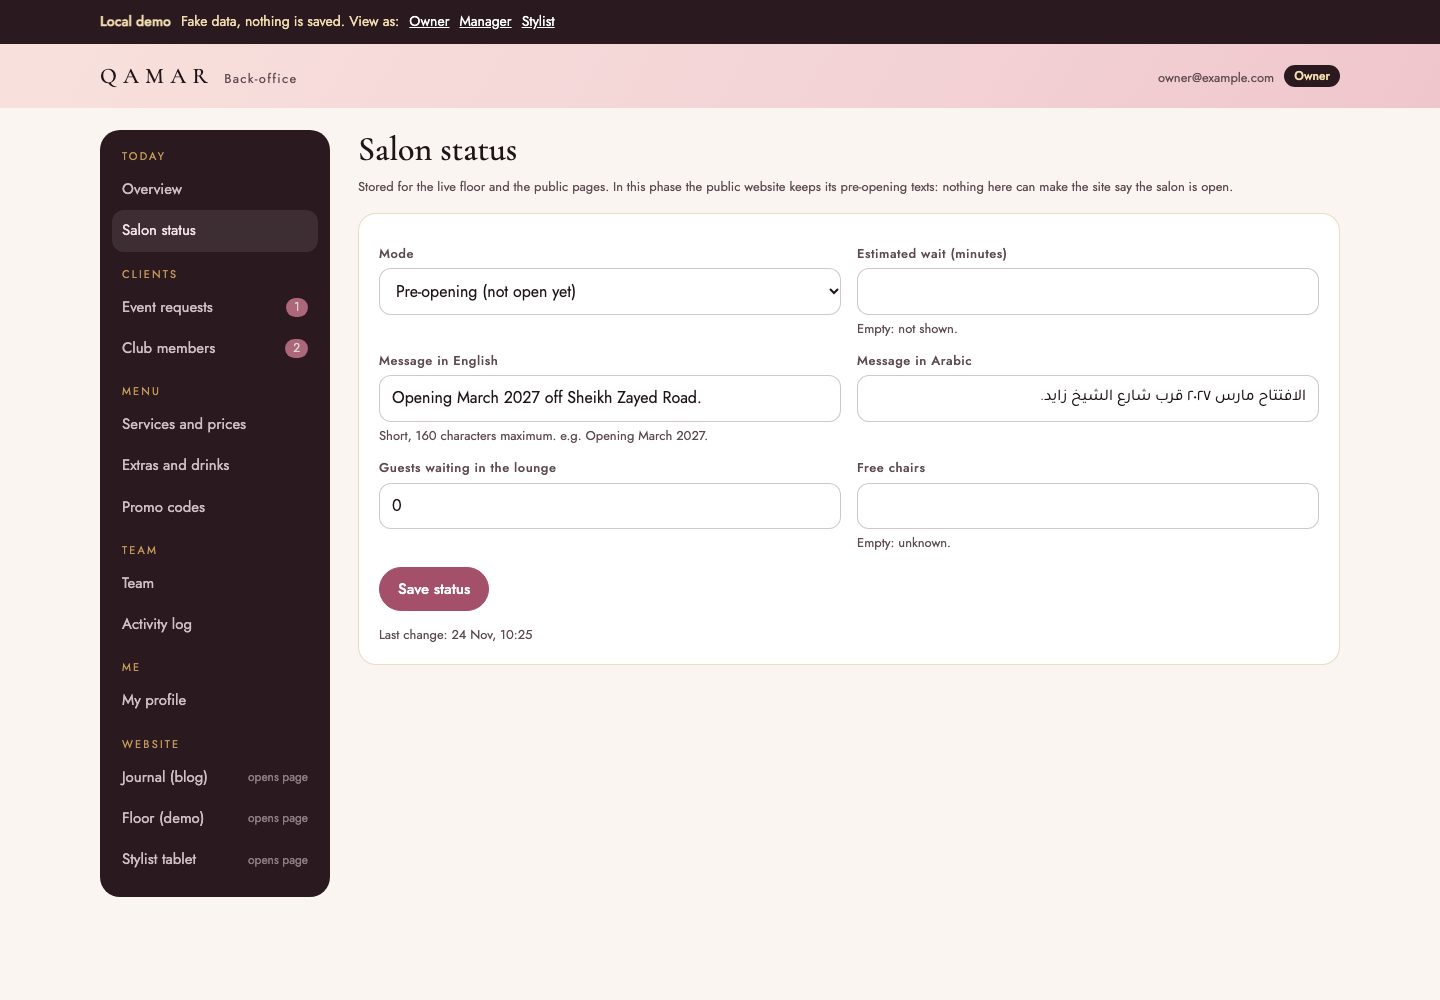 Local demo Fake data, nothing is saved. View as: Owner Manager Stylist
QAMAR Back-office
owner@example.com Owner
TODAY
Overview
Salon status
CLIENTS
Event requests 1
Club members 2
MENU
Services and prices
Extras and drinks
Promo codes
TEAM
Team
Activity log
ME
My profile
WEBSITE
Journal (blog) opens page
Floor (demo) opens page
Stylist tablet opens page
Salon status
Stored for the live floor and the public pages. In this phase the public website keeps its pre-opening texts: nothing here can make the site say the salon is open.
Mode
Pre-opening (not open yet)
Estimated wait (minutes)
Empty: not shown.
Message in English
Opening March 2027 off Sheikh Zayed Road.
Short, 160 characters maximum. e.g. Opening March 2027.
Message in Arabic
الافتتاح مارس ٢٠٢٧ قرب شارع الشيخ زايد.
Guests waiting in the lounge
0
Free chairs
Empty: unknown.
Save status
Last change: 24 Nov, 10:25